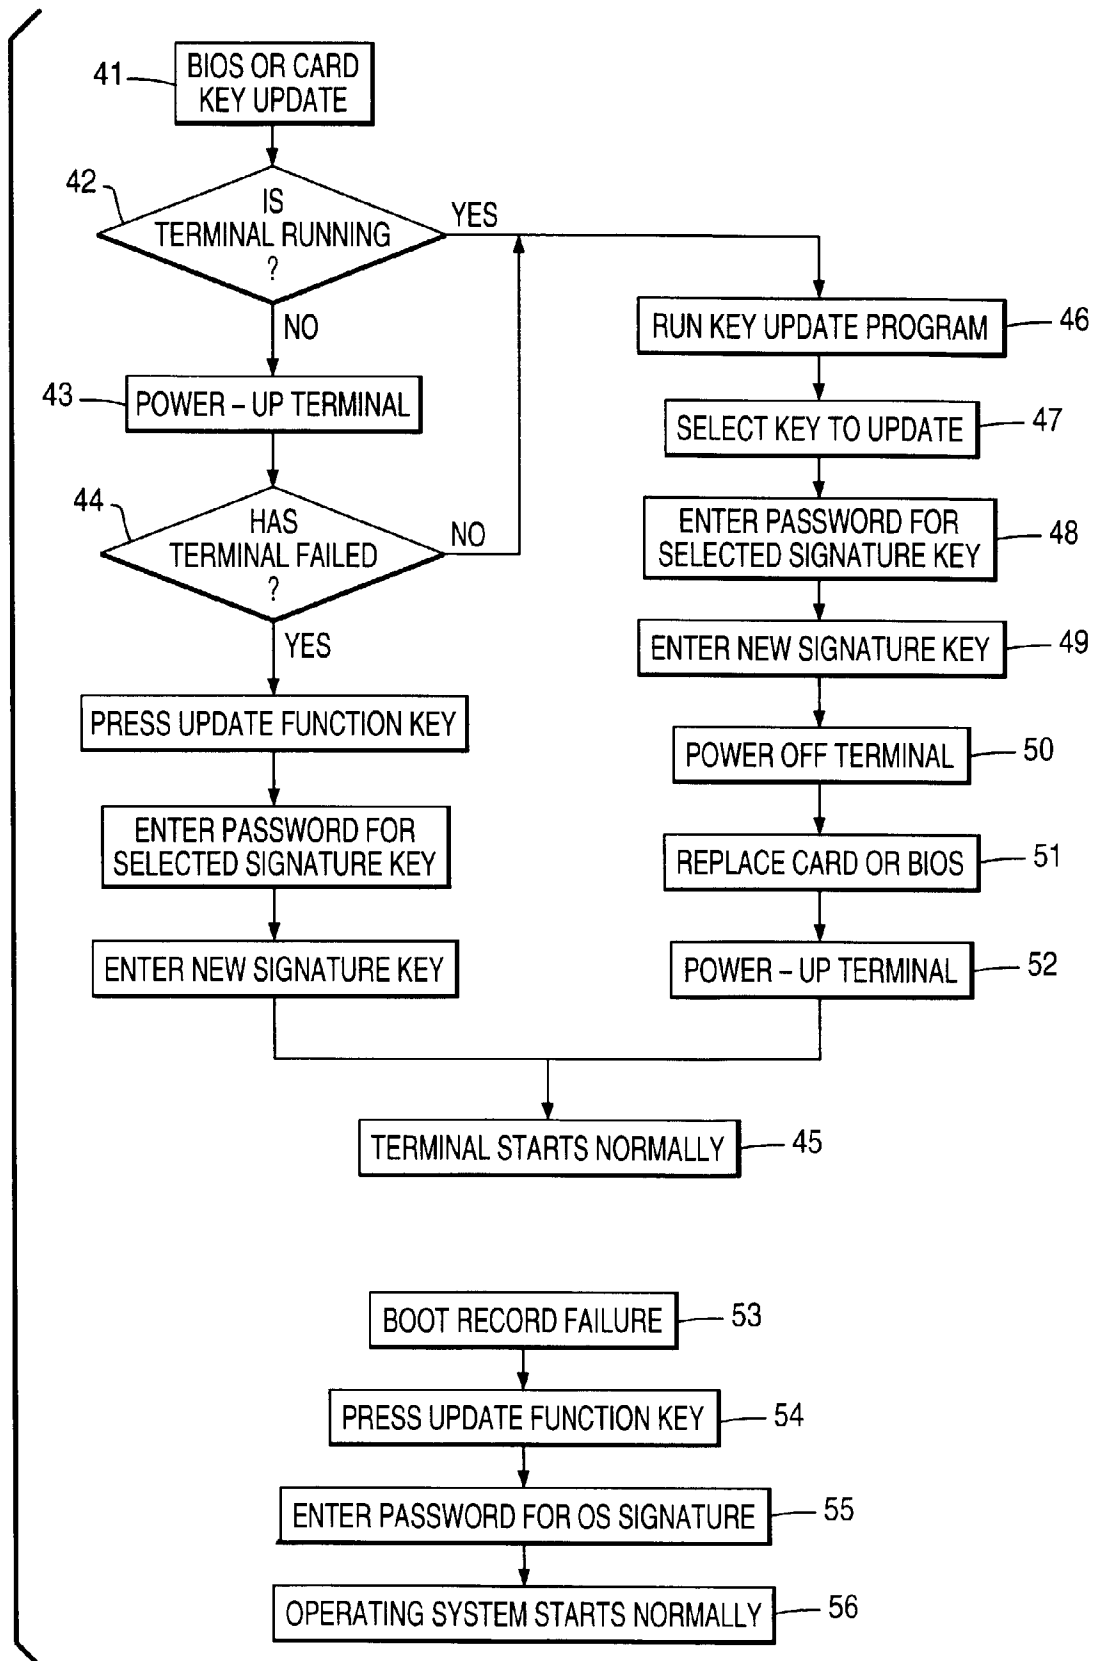 41
BIOS OR CARD
KEY UPDATE
42
IS
TERMINAL RUNNING
?
YES
NO
43
POWER – UP TERMINAL
44
HAS
TERMINAL FAILED
?
NO
YES
PRESS UPDATE FUNCTION KEY
ENTER PASSWORD FOR
SELECTED SIGNATURE KEY
ENTER NEW SIGNATURE KEY
RUN KEY UPDATE PROGRAM
46
SELECT KEY TO UPDATE
47
ENTER PASSWORD FOR
SELECTED SIGNATURE KEY
48
ENTER NEW SIGNATURE KEY
49
POWER OFF TERMINAL
50
REPLACE CARD OR BIOS
51
POWER – UP TERMINAL
52
TERMINAL STARTS NORMALLY
45
BOOT RECORD FAILURE
53
PRESS UPDATE FUNCTION KEY
54
ENTER PASSWORD FOR OS SIGNATURE
55
OPERATING SYSTEM STARTS NORMALLY
56